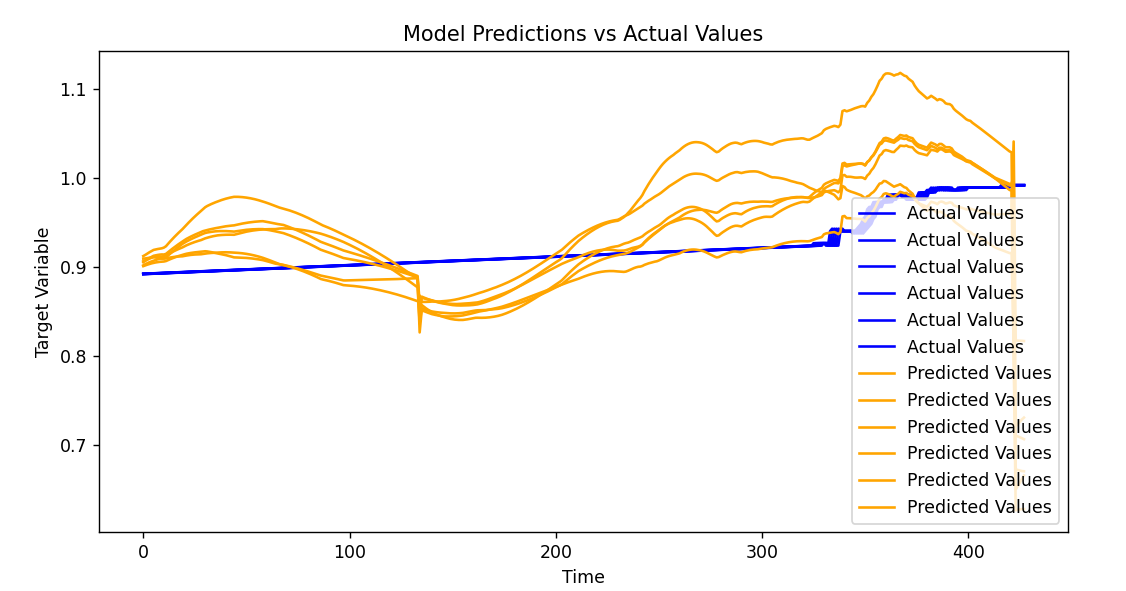 Model Predictions vs Actual Values
1.1
1.0
0.9
0.8
0.7
Target Variable
0
100
200
300
400
Time
Actual Values
Actual Values
Actual Values
Actual Values
Actual Values
Actual Values
Predicted Values
Predicted Values
Predicted Values
Predicted Values
Predicted Values
Predicted Values